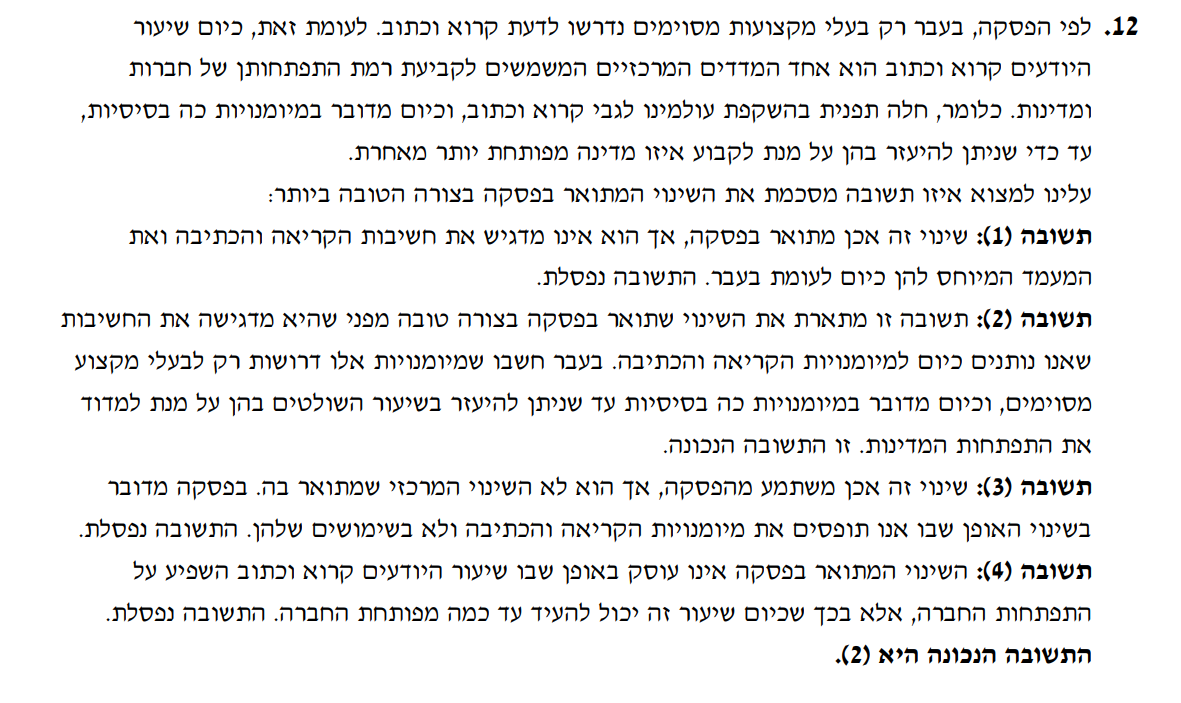 12. לפי הפסקה, בעבר רק בעלי מקצועות מסוימים נדרשו לדעת קרוא וכתוב. לעומת זאת, כיום שיעור
היודעים קרוא וכתוב הוא אחד המדדים המרכזיים המשמשים לקביעת רמת התפתחותן של חברות
ומדינות. כלומר, חלה תפנית בהשקפת עולמינו לגבי קרוא וכתוב, וכיום מדובר במיומנויות כה בסיסיות,
עד כדי שניתן להיעזר בהן על מנת לקבוע איזו מדינה מפותחת יותר מאחרת.
עלינו למצוא איזו תשובה מסכמת את השינוי המתואר בפסקה בצורה הטובה ביותר:
תשובה (1): שינוי זה אכן מתואר בפסקה, אך הוא אינו מדגיש את חשיבות הקריאה והכתיבה ואת
המעמד המיוחס להן כיום לעומת בעבר. התשובה נפסלת.
תשובה (2): תשובה זו מתארת את השינוי שתואר בפסקה בצורה טובה מפני שהיא מדגישה את החשיבות
שאנו נותנים כיום למיומנויות הקריאה והכתיבה. בעבר חשבו שמיומנויות אלו דרושות רק לבעלי מקצוע
מסוימים, וכיום מדובר במיומנויות כה בסיסיות עד שניתן להיעזר בשיעור השולטים בהן על מנת למדוד
את התפתחות המדינות. זו התשובה הנכונה.
תשובה (3): שינוי זה אכן משתמע מהפסקה, אך הוא לא השינוי המרכזי שמתואר בה. בפסקה מדובר
בשינוי האופן שבו אנו תופסים את מיומנויות הקריאה והכתיבה ולא בשימושים שלהן. התשובה נפסלת.
תשובה (4): השינוי המתואר בפסקה אינו עוסק באופן שבו שיעור היודעים קרוא וכתוב השפיע על
התפתחות החברה, אלא בכך שכיום שיעור זה יכול להעיד עד כמה מפותחת החברה. התשובה נפסלת.
התשובה הנכונה היא (2).